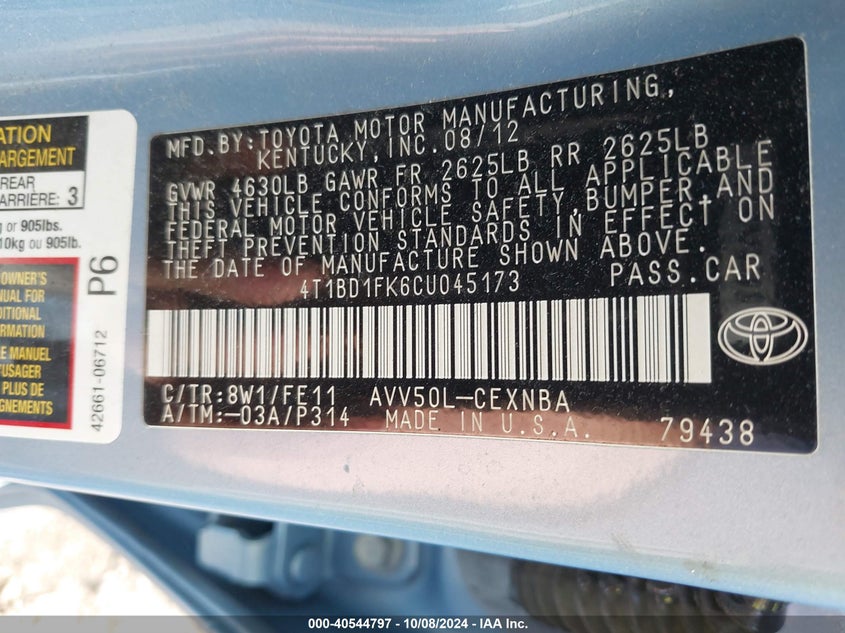 ATION
ARGEMENT
REAR
ARRIÈRE: 3
g or 905lbs.
10kg ou 905lb.
OWNER'S
ANUAL FOR
DITIONAL
FORMATION
E MANUEL
'USAGER
PLUS DE
GNEMENTS
P6
42661-06712
MFD. BY: TOYOTA MOTOR MANUFACTURING,
KENTUCKY, INC. 08/12
GVWR 4630LB GAWR FR 2625LB RR 2625LB
THIS VEHICLE CONFORMS TO ALL APPLICABLE
FEDERAL MOTOR VEHICLE SAFETY, BUMPER, AND
THEFT PREVENTION STANDARDS IN EFFECT ON
THE DATE OF MANUFACTURE SHOWN ABOVE.
4T1BD1FK6CU045173 PASS. CAR
C/TR: 8W1/FE11 AVV50L-CEXNBA
A/TM: -03A/P314 MADE IN U.S.A. 79438
000-40544797 - 10/08/2024 - IAA Inc.